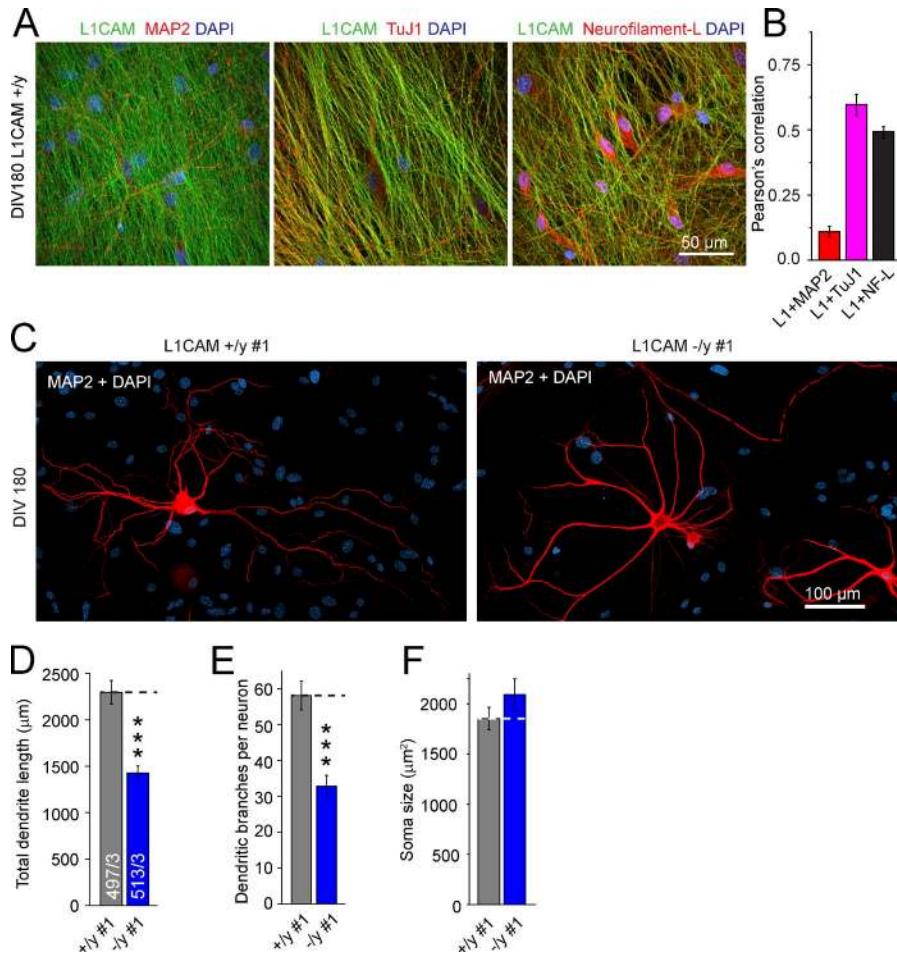 A
L1CAM MAP2 DAPI
L1CAM TuJ1 DAPI
L1CAM Neurofilament-L DAPI
DIV180 L1CAM +/y
50 µm
B
Pearson's correlation
0.75
0.5
0.25
0.0
L1+MAP2
L1+TuJ1
L1+NF-L
C
L1CAM +/y #1
L1CAM -/y #1
MAP2 + DAPI
MAP2 + DAPI
DIV 180
100 µm
D
Total dendrite length (µm)
2500
2000
1500
1000
500
0
***
497/3
513/3
+/y #1
-/y #1
E
Dendritic branches per neuron
60
50
40
30
20
10
0
***
+/y #1
-/y #1
F
Soma size (µm²)
2000
1500
1000
500
0
+/y #1
-/y #1